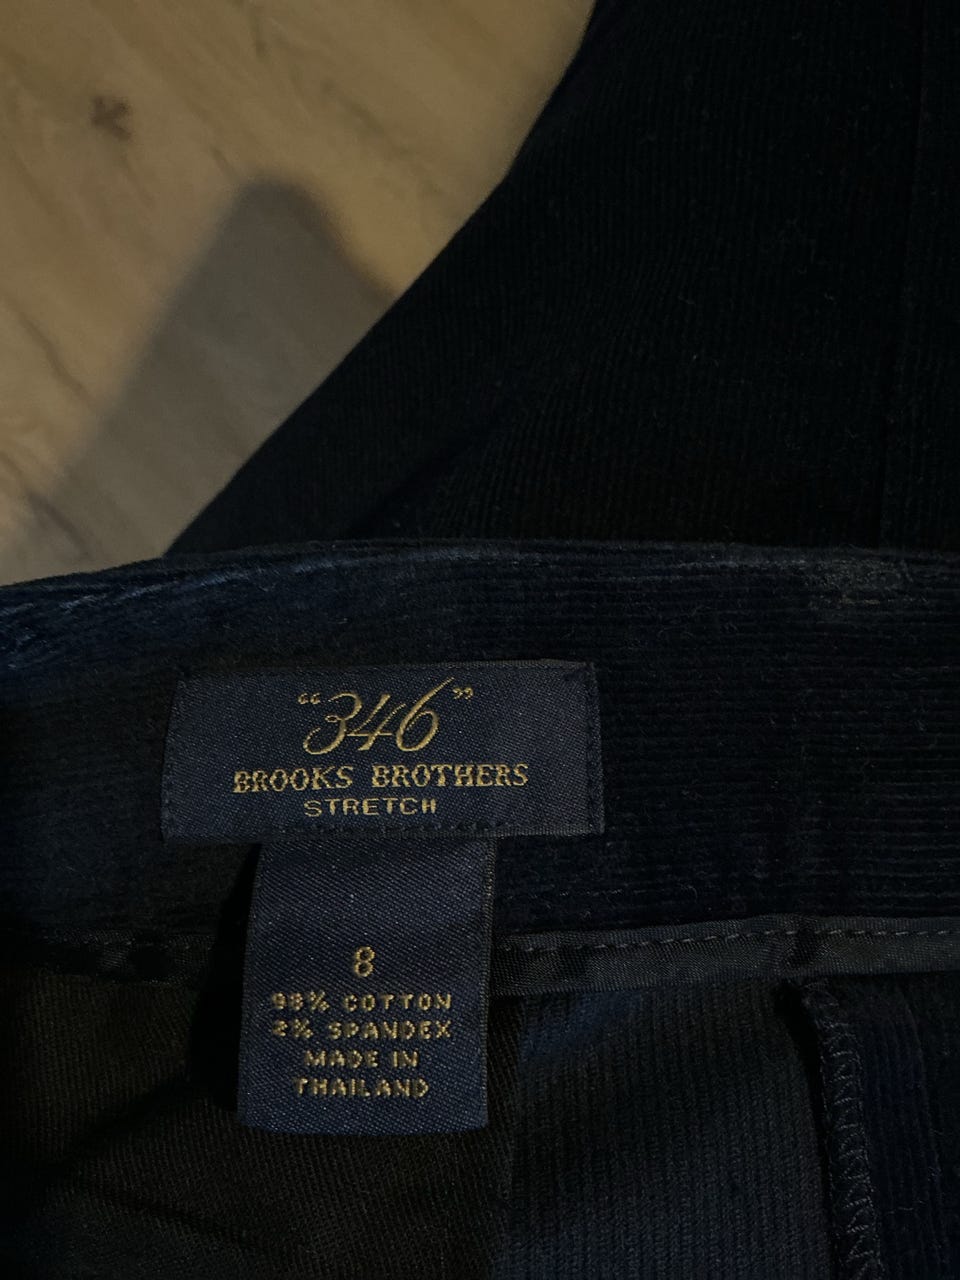 “346”
BROOKS BROTHERS
STRETCH
8
98% COTTON
2% SPANDEX
MADE IN
THAILAND